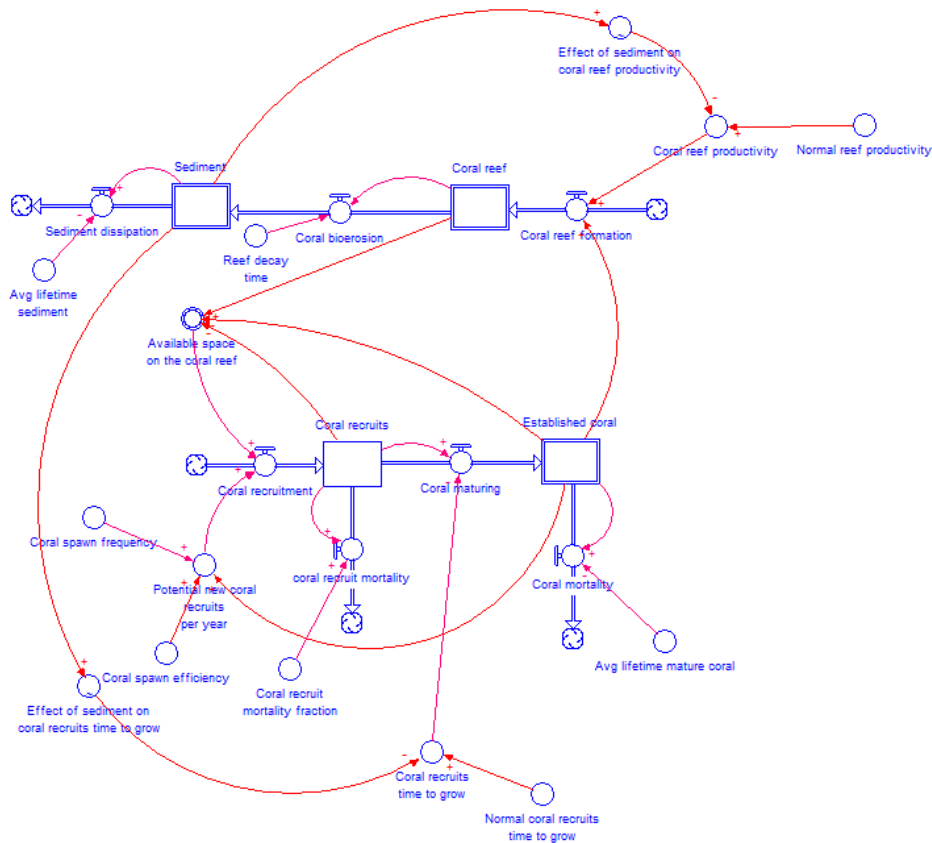 Effect of sediment on
coral reef productivity
Coral reef productivity
Normal reef productivity
Sediment
Coral reef
Sediment dissipation
Coral bioerosion
Coral reef formation
Reef decay
time
Avg lifetime
sediment
Available space
on the coral reef
Coral recruits
Established coral
Coral recruitment
Coral maturing
Coral spawn frequency
coral recruit mortality
Coral mortality
Potential new coral
recruits
per year
Coral spawn efficiency
Coral recruit
mortality fraction
Avg lifetime mature coral
Effect of sediment on
coral recruits time to grow
Coral recruits
time to grow
Normal coral recruits
time to grow